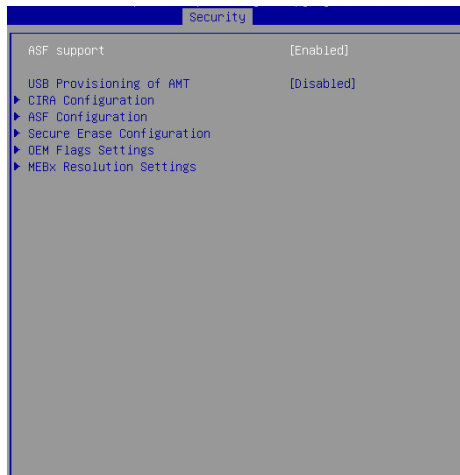 Security
ASF support [Enabled]
USB Provisioning of AMT [Disabled]
CIRA Configuration
ASF Configuration
Secure Erase Configuration
OEM Flags Settings
MEBx Resolution Settings